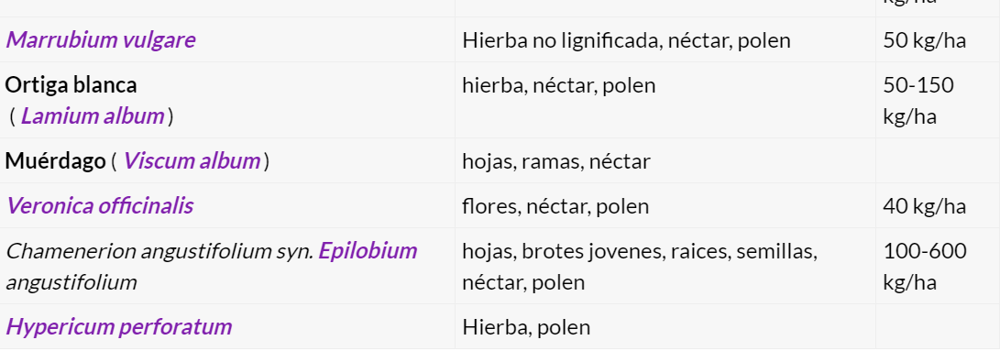 kg/ha
Marrubium vulgare Hierba no lignificada, néctar, polen 50 kg/ha
Ortiga blanca hierba, néctar, polen 50-150
( Lamium album ) kg/ha
Muérdago ( Viscum album ) hojas, ramas, néctar
Veronica officinalis flores, néctar, polen 40 kg/ha
Chamenerion angustifolium syn. Epilobium hojas, brotes jovenes, raices, semillas, 100-600
angustifolium néctar, polen kg/ha
Hypericum perforatum Hierba, polen